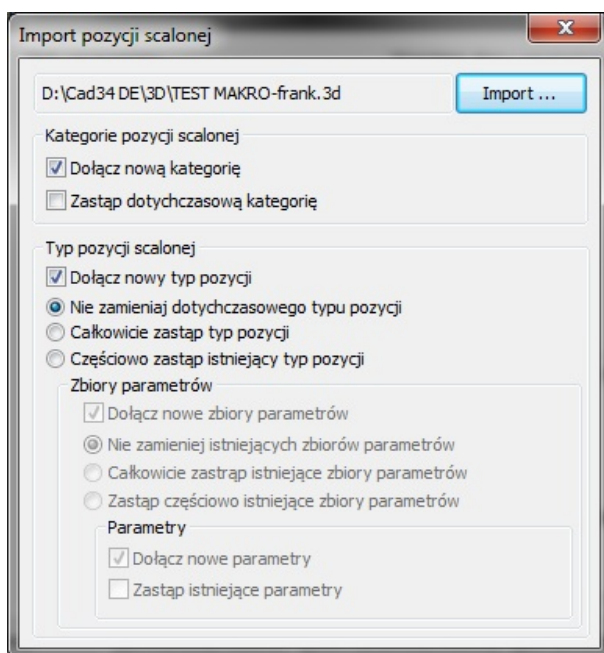 Import pozycji scalonej
D:\Cad34 DE\3D\TEST MAKRO-frank.3d
Import ...
Kategorie pozycji scalonej
Dołącz nową kategorię
Zastąp dotychczasową kategorię
Typ pozycji scalonej
Dołącz nowy typ pozycji
Nie zamieniaj dotychczasowego typu pozycji
Całkowicie zastąp typ pozycji
Częściowo zastąp istniejący typ pozycji
Zbiory parametrów
Dołącz nowe zbiory parametrów
Nie zamieniej istniejących zbiorów parametrów
Całkowicie zastrąp istniejące zbiory parametrów
Zastąp częściowo istniejące zbiory parametrów
Parametry
Dołącz nowe parametry
Zastąp istniejące parametry